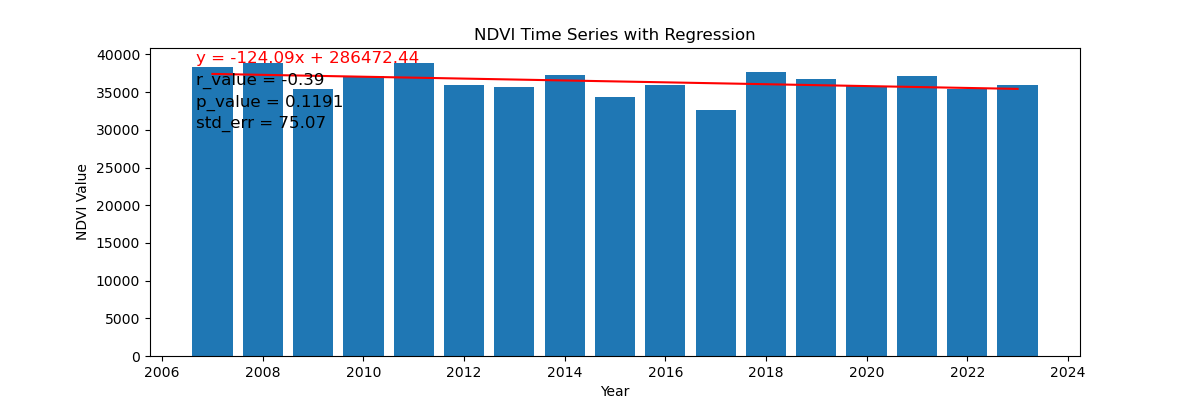 NDVI Time Series with Regression
y = -124.09x + 286472.44
r_value = -0.39
p_value = 0.1191
std_err = 75.07
NDVI Value
40000
35000
30000
25000
20000
15000
10000
5000
0
2006 2008 2010 2012 2014 2016 2018 2020 2022 2024
Year